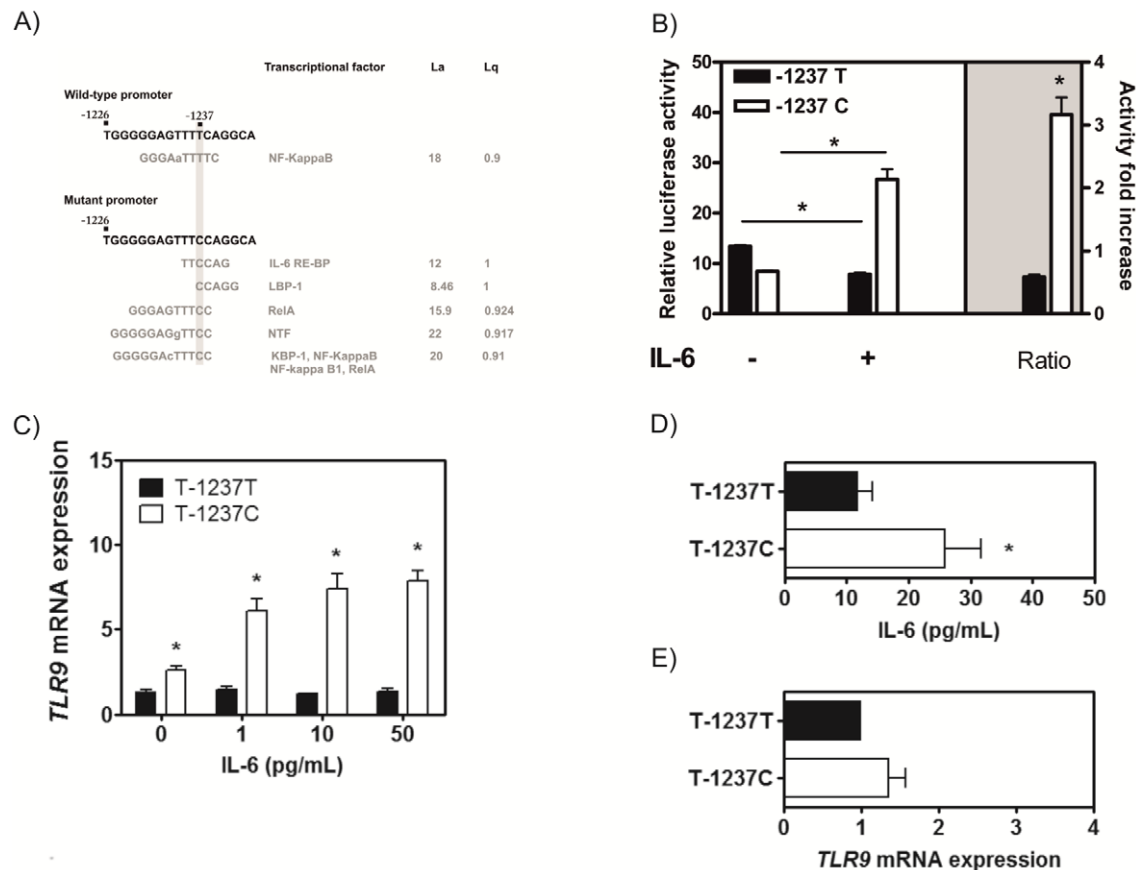 A)
Transcriptional factor La Lq
Wild-type promoter
-1226 -1237
TGGGGGAGTTTTCAGGCA
GGGAaTTTTC NF-KappaB 18 0.9
Mutant promoter
-1226
TGGGGGAGTTTCCAGGCA
TTCCAG IL-6 RE-BP 12 1
CCAGG LBP-1 8.46 1
GGGAGTTTCC RelA 15.9 0.924
GGGGGAGgTTCC NTF 22 0.917
GGGGGAcTTTCC KBP-1, NF-KappaB 20 0.91
NF-kappa B1, RelA
B)
Relative luciferase activity
50
40
30
20
10
0
-1237 T
-1237 C
*
*
*
4
3
2
1
0
Activity fold increase
IL-6 - + Ratio
C)
TLR9 mRNA expression
15
10
5
0
T-1237T
T-1237C
* * * *
0 1 10 50
IL-6 (pg/mL)
D)
T-1237T
T-1237C *
0 10 20 30 40 50
IL-6 (pg/mL)
E)
T-1237T
T-1237C
0 1 2 3 4
TLR9 mRNA expression